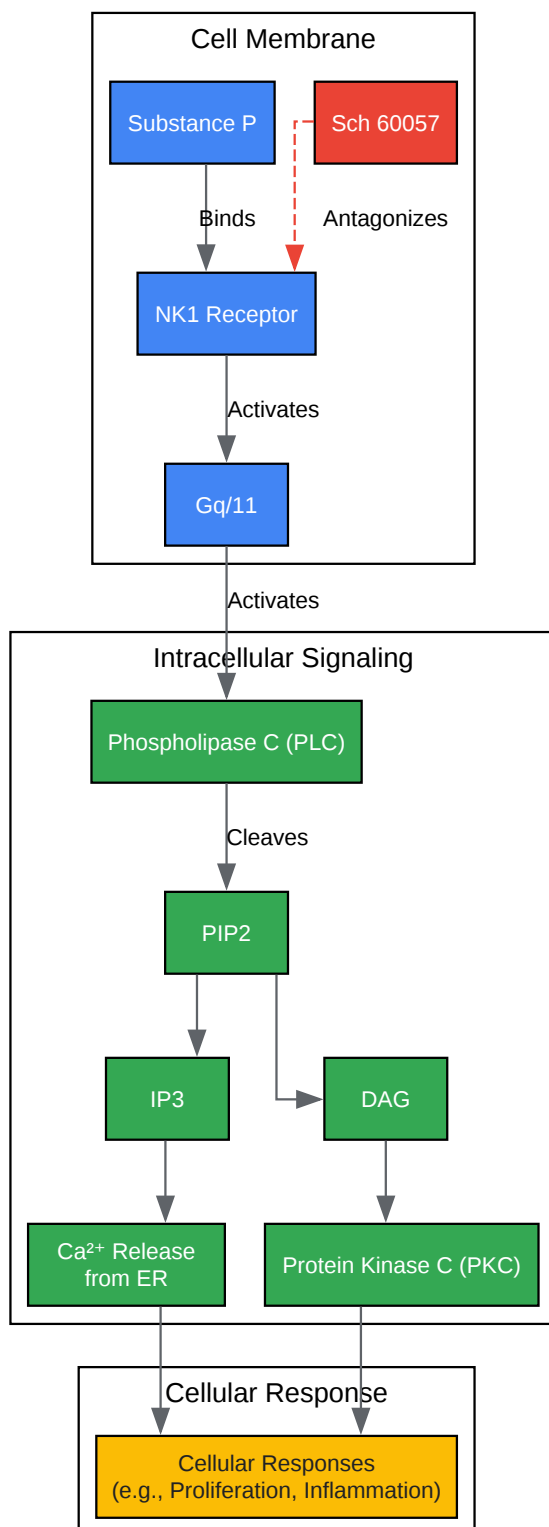 Cell Membrane
Substance P
Sch 60057
Binds
Antagonizes
NK1 Receptor
Activates
Gq/11
Activates
Intracellular Signaling
Phospholipase C (PLC)
Cleaves
PIP2
IP3
DAG
Ca²⁺ Release
from ER
Protein Kinase C (PKC)
Cellular Response
Cellular Responses
(e.g., Proliferation, Inflammation)